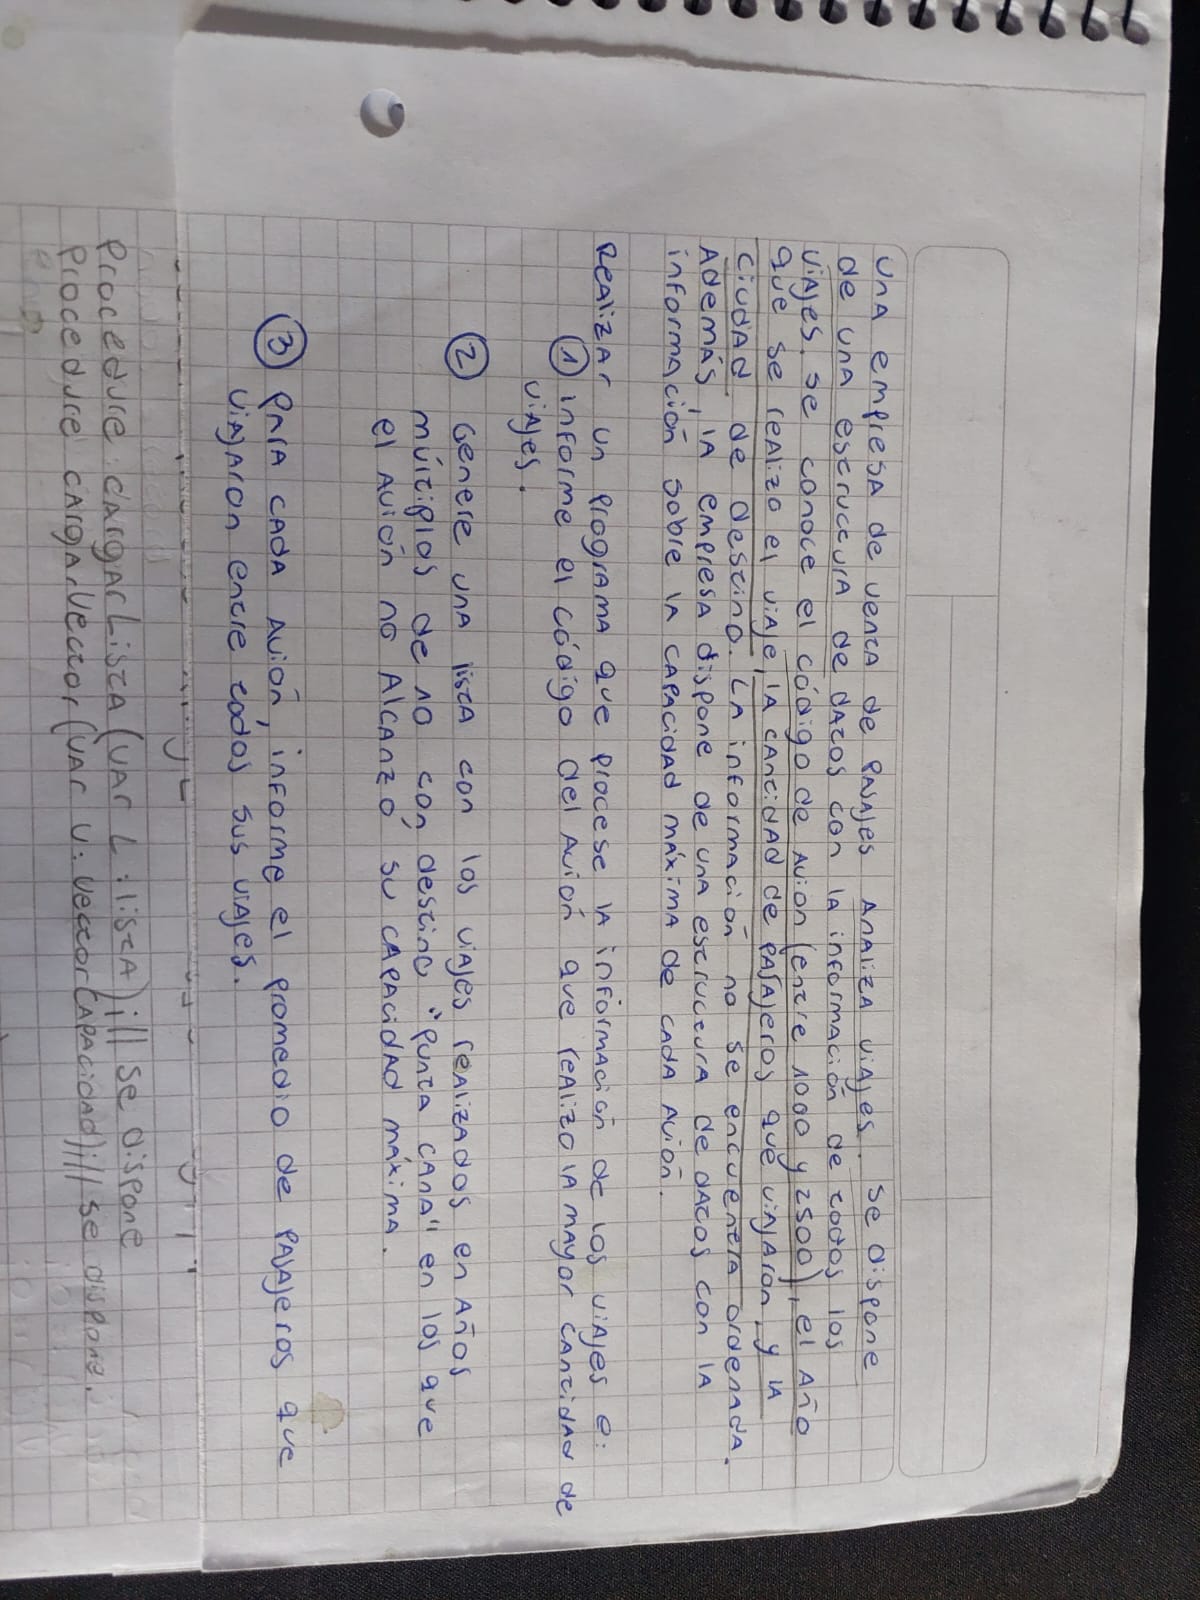 UNA empresA de ventA de PAsAjes AnAlizA viAjes. Se dispone
de unA estructurA de datos con lA informAción de todos los
viAjes. se conoce el código de Avion (entre 1000 y 2500), el Año
que se reAlizo el viAje, lA cAntidAd de pAsAjeros que viAjAron y lA
ciudAd de destino. LA informAción no se encuentrA ordenAdA.
Además, lA empresA dispone de unA estructurA de dAtos con lA
informAción sobre lA cApAcidAd máximA de cAdA Avión.
ReAlizAr un progrAmA que procese lA informAción de los viAjes e:
① informe el código del Avión que reAlizo lA mAyor cAntidAd de
viAjes.
② Genere unA listA con los viAjes reAlizAdos en Años
múltiplos de 10 con destino "PuntA CAnA" en los que
el Avión no AlcAnzó su cApAcidAd máximA.
③ pArA cAdA Avión, informe el promedio de pAsAjeros que
viAjAron entre todos sus viAjes.
procedure cArgArListA (vAr L: listA); // se dispone
procedure cArgArVector (vAr v: vectorCApAcidAd); // se dispone.